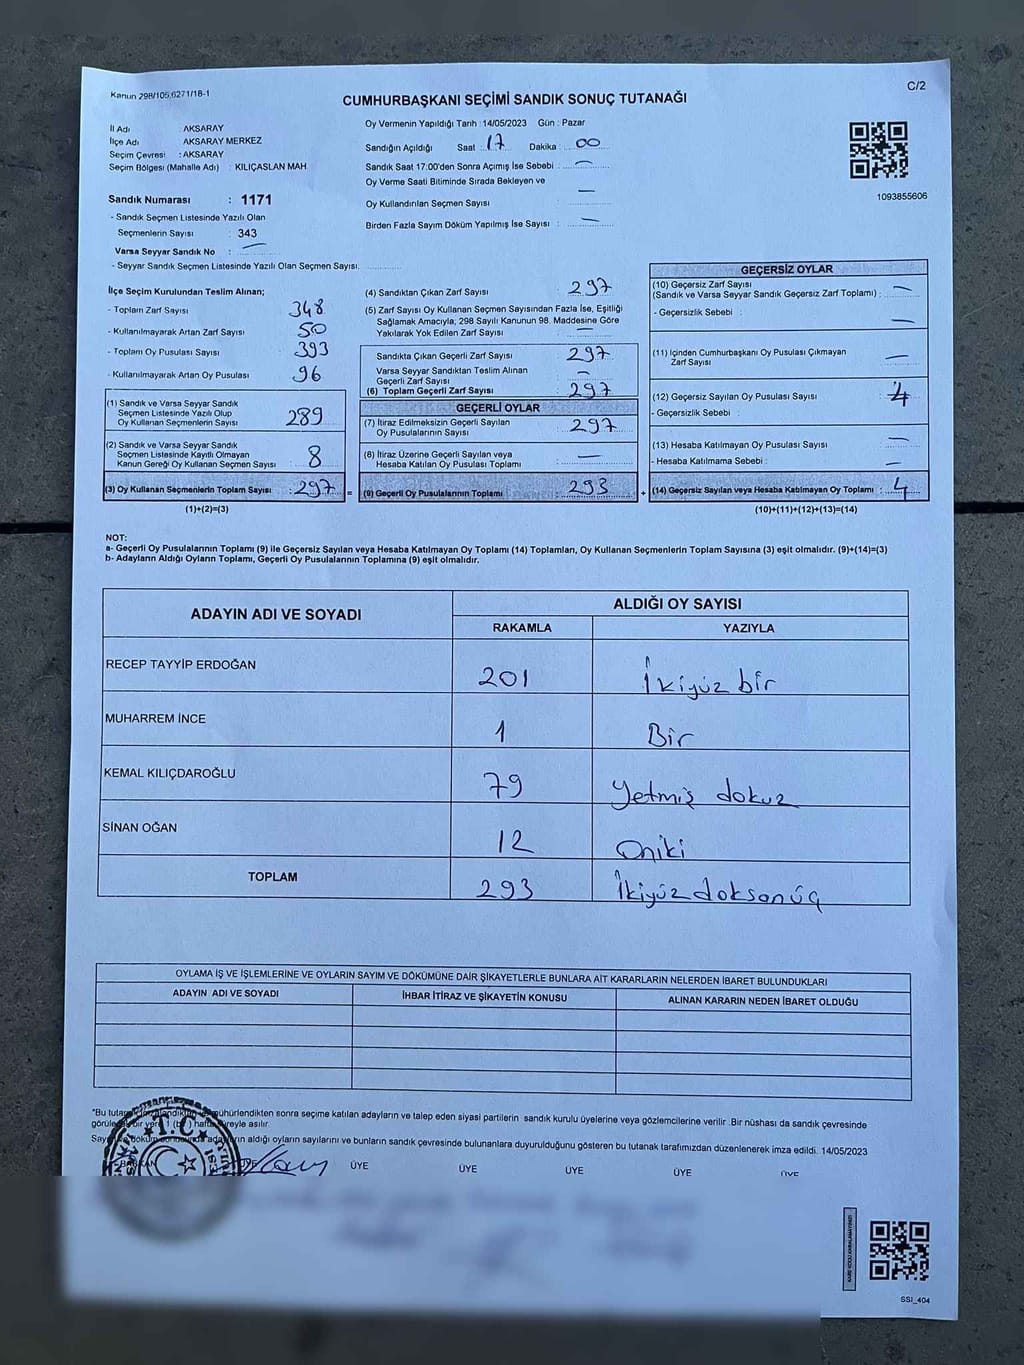 Kanun 298/105,6271/18-1
C/2
CUMHURBAŞKANI SEÇİMİ SANDIK SONUÇ TUTANAĞI
İl Adı : AKSARAY
İlçe Adı : AKSARAY MERKEZ
Seçim Çevresi : AKSARAY
Seçim Bölgesi (Mahalle Adı) : KILIÇASLAN MAH.
Oy Vermenin Yapıldığı Tarih : 14/05/2023 Gün : Pazar
Sandığın Açıldığı Saat : 17 Dakika : 00
Sandık Saat 17:00'den Sonra Açımış İse Sebebi : —
Oy Verme Saati Bitiminde Sırada Bekleyen ve
Oy Kullandırılan Seçmen Sayısı : —
Birden Fazla Sayım Döküm Yapılmış İse Sayısı : —
1093855606
Sandık Numarası : 1171
- Sandık Seçmen Listesinde Yazılı Olan
Seçmenlerin Sayısı : 343
Varsa Seyyar Sandık No : —
- Seyyar Sandık Seçmen Listesinde Yazılı Olan Seçmen Sayısı:
İlçe Seçim Kurulundan Teslim Alınan;
- Toplam Zarf Sayısı : 348
- Kullanılmayarak Artan Zarf Sayısı : 50
- Toplam Oy Pusulası Sayısı : 393
- Kullanılmayarak Artan Oy Pusulası : 96
(1) Sandık ve Varsa Seyyar Sandık
Seçmen Listesinde Yazılı Olup
Oy Kullanan Seçmenlerin Sayısı : 289
(2) Sandık ve Varsa Seyyar Sandık
Seçmen Listesinde Kayıtlı Olmayan
Kanun Gereği Oy Kullanan Seçmen Sayısı : 8
(3) Oy Kullanan Seçmenlerin Toplam Sayısı : 297 =
(1)+(2)=(3)
(4) Sandıktan Çıkan Zarf Sayısı : 297
(5) Zarf Sayısı Oy Kullanan Seçmen Sayısından Fazla İse, Eşitliği
Sağlamak Amacıyla, 298 Sayılı Kanunun 98. Maddesine Göre
Yakılarak Yok Edilen Zarf Sayısı : —
Sandıkta Çıkan Geçerli Zarf Sayısı : 297
Varsa Seyyar Sandıktan Teslim Alınan
Geçerli Zarf Sayısı : —
(6) Toplam Geçerli Zarf Sayısı : 297
GEÇERLİ OYLAR
(7) İtiraz Edilmeksizin Geçerli Sayılan
Oy Pusulalarının Sayısı : 297
(8) İtiraz Üzerine Geçerli Sayılan veya
Hesaba Katılan Oy Pusulası Toplamı : —
(9) Geçerli Oy Pusulalarının Toplamı : 293 +
GEÇERSİZ OYLAR
(10) Geçersiz Zarf Sayısı
(Sandık ve Varsa Seyyar Sandık Geçersiz Zarf Toplamı) : —
- Geçersizlik Sebebi : —
(11) İçinden Cumhurbaşkanı Oy Pusulası Çıkmayan
Zarf Sayısı : —
(12) Geçersiz Sayılan Oy Pusulası Sayısı : 4
- Geçersizlik Sebebi :
(13) Hesaba Katılmayan Oy Pusulası Sayısı : —
- Hesaba Katılmama Sebebi : —
(14) Geçersiz Sayılan veya Hesaba Katılmayan Oy Toplamı : 4
(10)+(11)+(12)+(13)=(14)
NOT:
a- Geçerli Oy Pusulalarının Toplamı (9) ile Geçersiz Sayılan veya Hesaba Katılmayan Oy Toplamı (14) Toplamları, Oy Kullanan Seçmenlerin Toplam Sayısına (3) eşit olmalıdır. (9)+(14)=(3)
b- Adayların Aldığı Oyların Toplamı, Geçerli Oy Pusulalarının Toplamına (9) eşit olmalıdır.
ADAYIN ADI VE SOYADI ALDIĞI OY SAYISI
RAKAMLA YAZIYLA
RECEP TAYYİP ERDOĞAN 201 İkiyüz bir
MUHARREM İNCE 1 Bir
KEMAL KILIÇDAROĞLU 79 Yetmiş dokuz
SİNAN OĞAN 12 Oniki
TOPLAM 293 İkiyüz doksanüç
OYLAMA İŞ VE İŞLEMLERİNE VE OYLARIN SAYIM VE DÖKÜMÜNE DAİR ŞİKAYETLERLE BUNLARA AİT KARARLARIN NELERDEN İBARET BULUNDUKLARI
ADAYIN ADI VE SOYADI İHBAR İTİRAZ VE ŞİKAYETİN KONUSU ALINAN KARARIN NEDEN İBARET OLDUĞU
"Bu mühürlendikten sonra seçime katılan adayların ve talep eden siyasi partilerin sandık kurulu üyelerine veya gözlemcilerine verilir. Bir nüshası da sandık çevresinde
bir 1 süreyle asılır.
aldığı oyların sayılarını ve bunların sandık çevresinde bulunanlara duyurulduğunu gösteren bu tutanak tarafımızdan düzenlenerek imza edildi. 14/05/2023
BAŞKAN ÜYE ÜYE ÜYE ÜYE ÜYE ÜYE
T.C.
SSI_404